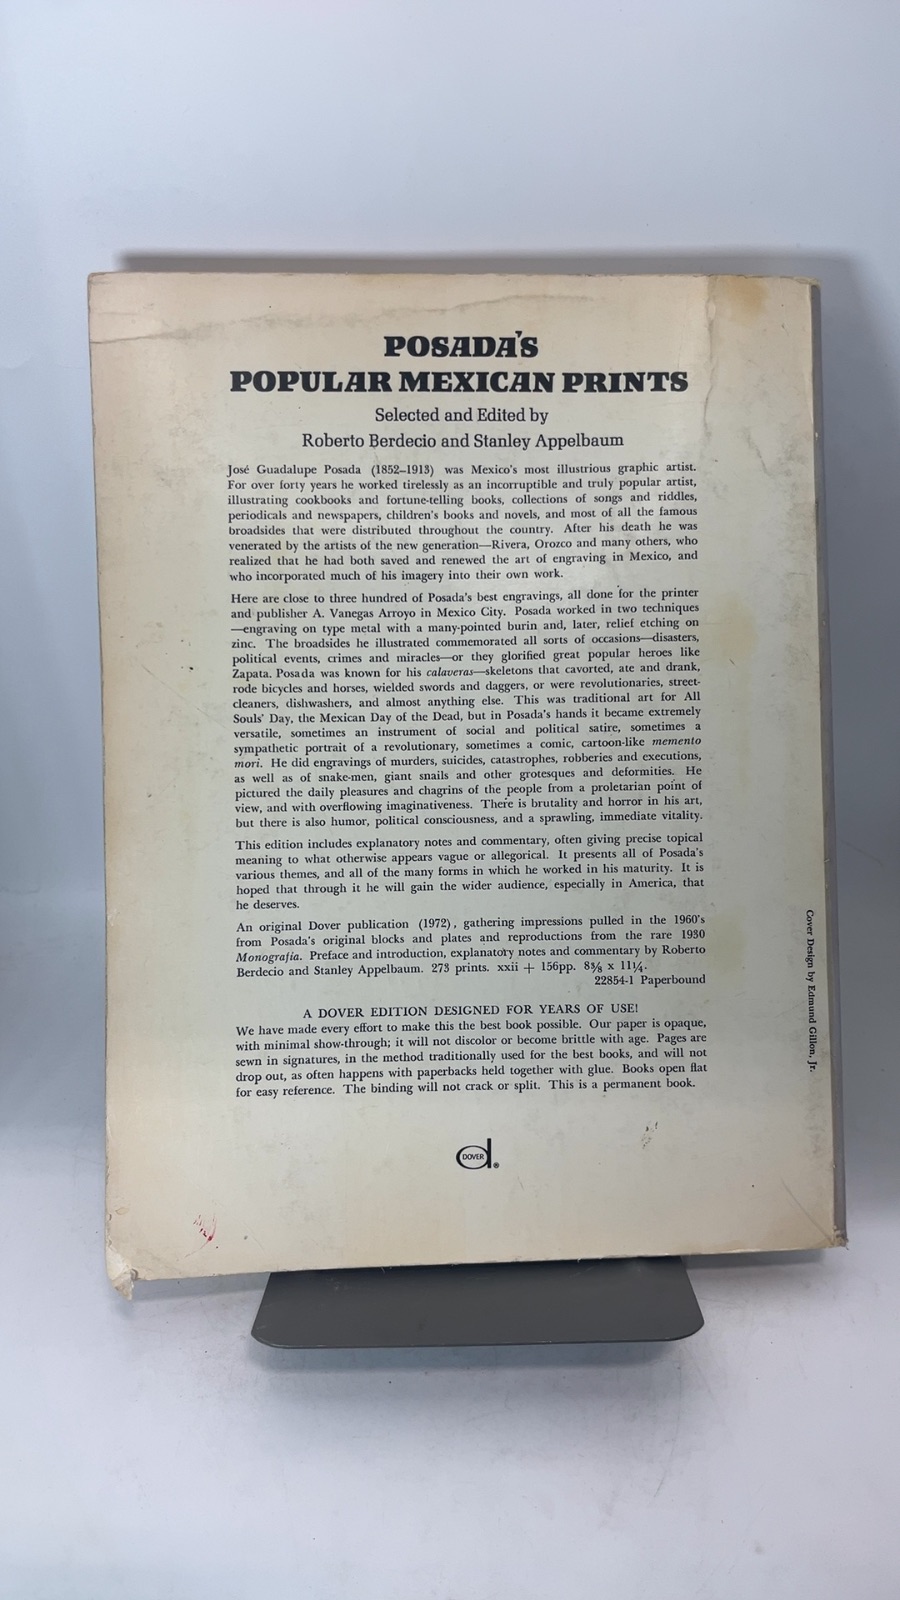 POSADA'S
POPULAR MEXICAN PRINTS
Selected and Edited by
Roberto Berdecio and Stanley Appelbaum
José Guadalupe Posada (1852–1913) was Mexico's most illustrious graphic artist.
For over forty years he worked tirelessly as an incorruptible and truly popular artist,
illustrating cookbooks and fortune-telling books, collections of songs and riddles,
periodicals and newspapers, children's books and novels, and most of all the famous
broadsides that were distributed throughout the country. After his death he was
venerated by the artists of the new generation—Rivera, Orozco and many others, who
realized that he had both saved and renewed the art of engraving in Mexico, and
who incorporated much of his imagery into their own work.
Here are close to three hundred of Posada's best engravings, all done for the printer
and publisher A. Vanegas Arroyo in Mexico City. Posada worked in two techniques
—engraving on type metal with a many-pointed burin and, later, relief etching on
zinc. The broadsides he illustrated commemorated all sorts of occasions—disasters,
political events, crimes and miracles—or they glorified great popular heroes like
Zapata. Posada was known for his calaveras—skeletons that cavorted, ate and drank,
rode bicycles and horses, wielded swords and daggers, or were revolutionaries, street-
cleaners, dishwashers, and almost anything else. This was traditional art for All
Souls' Day, the Mexican Day of the Dead, but in Posada's hands it became extremely
versatile, sometimes an instrument of social and political satire, sometimes a
sympathetic portrait of a revolutionary, sometimes a comic, cartoon-like memento
mori. He did engravings of murders, suicides, catastrophes, robberies and executions,
as well as of snake-men, giant snails and other grotesques and deformities. He
pictured the daily pleasures and chagrins of the people from a proletarian point of
view, and with overflowing imaginativeness. There is brutality and horror in his art,
but there is also humor, political consciousness, and a sprawling, immediate vitality.
This edition includes explanatory notes and commentary, often giving precise topical
meaning to what otherwise appears vague or allegorical. It presents all of Posada's
various themes, and all of the many forms in which he worked in his maturity. It is
hoped that through it he will gain the wider audience, especially in America, that
he deserves.
An original Dover publication (1972), gathering impressions pulled in the 1960's
from Posada's original blocks and plates and reproductions from the rare 1930
Monografia. Preface and introduction, explanatory notes and commentary by Roberto
Berdecio and Stanley Appelbaum. 273 prints. xxii + 156pp. 8⅜ x 11¼.
22854-1 Paperbound
A DOVER EDITION DESIGNED FOR YEARS OF USE!
We have made every effort to make this the best book possible. Our paper is opaque,
with minimal show-through; it will not discolor or become brittle with age. Pages are
sewn in signatures, in the method traditionally used for the best books, and will not
drop out, as often happens with paperbacks held together with glue. Books open flat
for easy reference. The binding will not crack or split. This is a permanent book.
DOVER ®
Cover Design by Edmund Gillon, Jr.